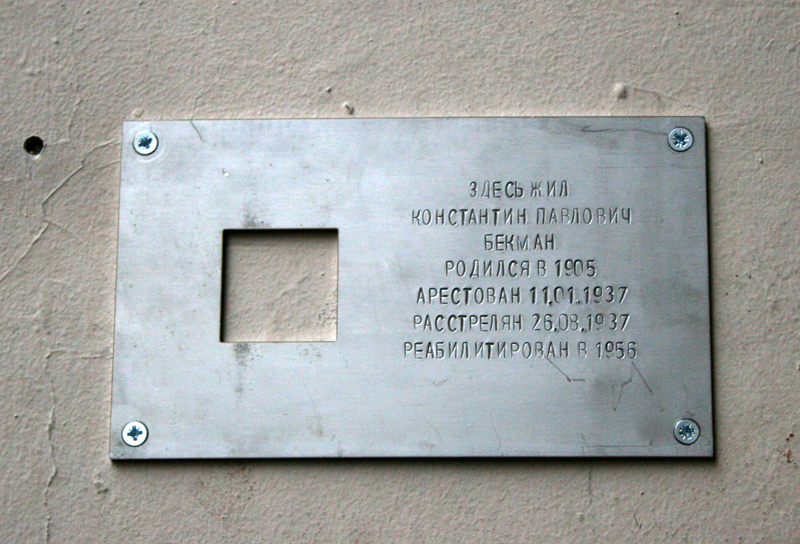 ЗДЕСЬ ЖИЛ
КОНСТАНТИН ПАВЛОВИЧ
БЕКМАН
РОДИЛСЯ В 1905
АРЕСТОВАН 11.01.1937
РАССТРЕЛЯН 26.08.1937
РЕАБИЛИТИРОВАН В 1956